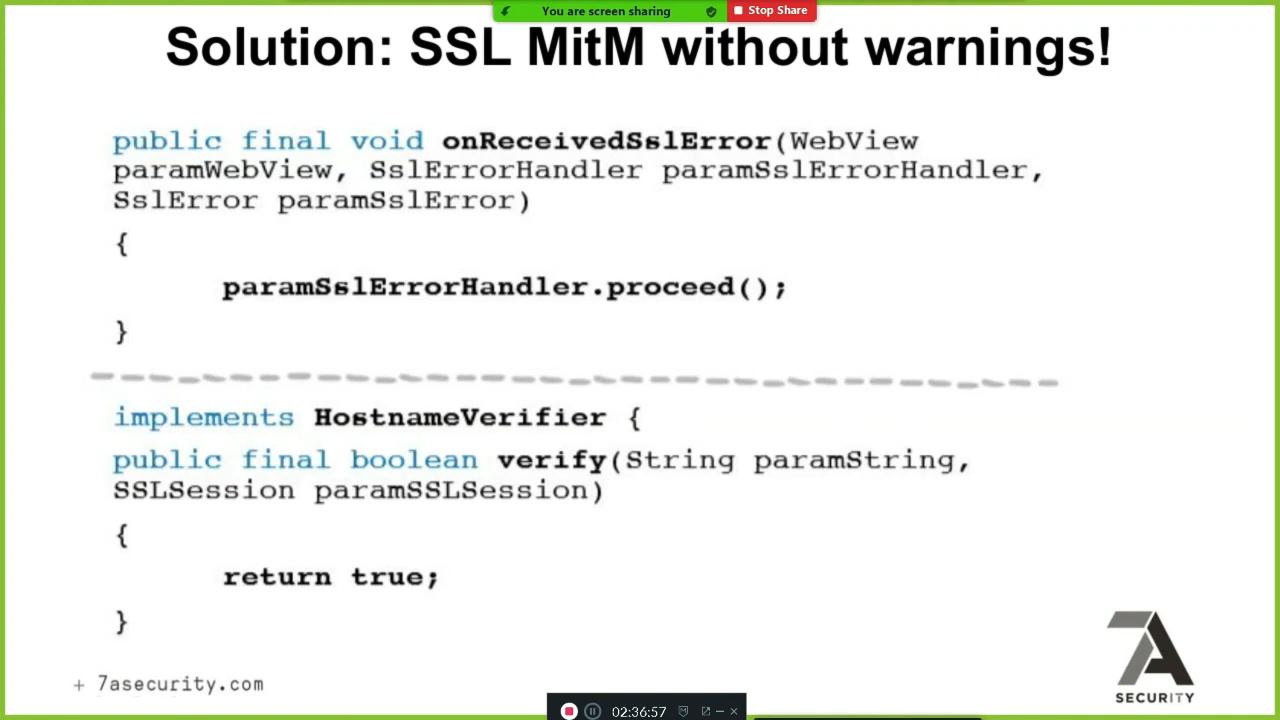 You are screen sharing
Stop Share
Solution: SSL MitM without warnings!
public final void onReceivedSslError(WebView
paramWebView, SslErrorHandler paramSslErrorHandler,
SslError paramSslError)
{
paramSslErrorHandler.proceed();
}
implements HostnameVerifier {
public final boolean verify(String paramString,
SSLSession paramSSLSession)
{
return true;
}
+ 7asecurity.com
7A
SECURITY
02:36:57